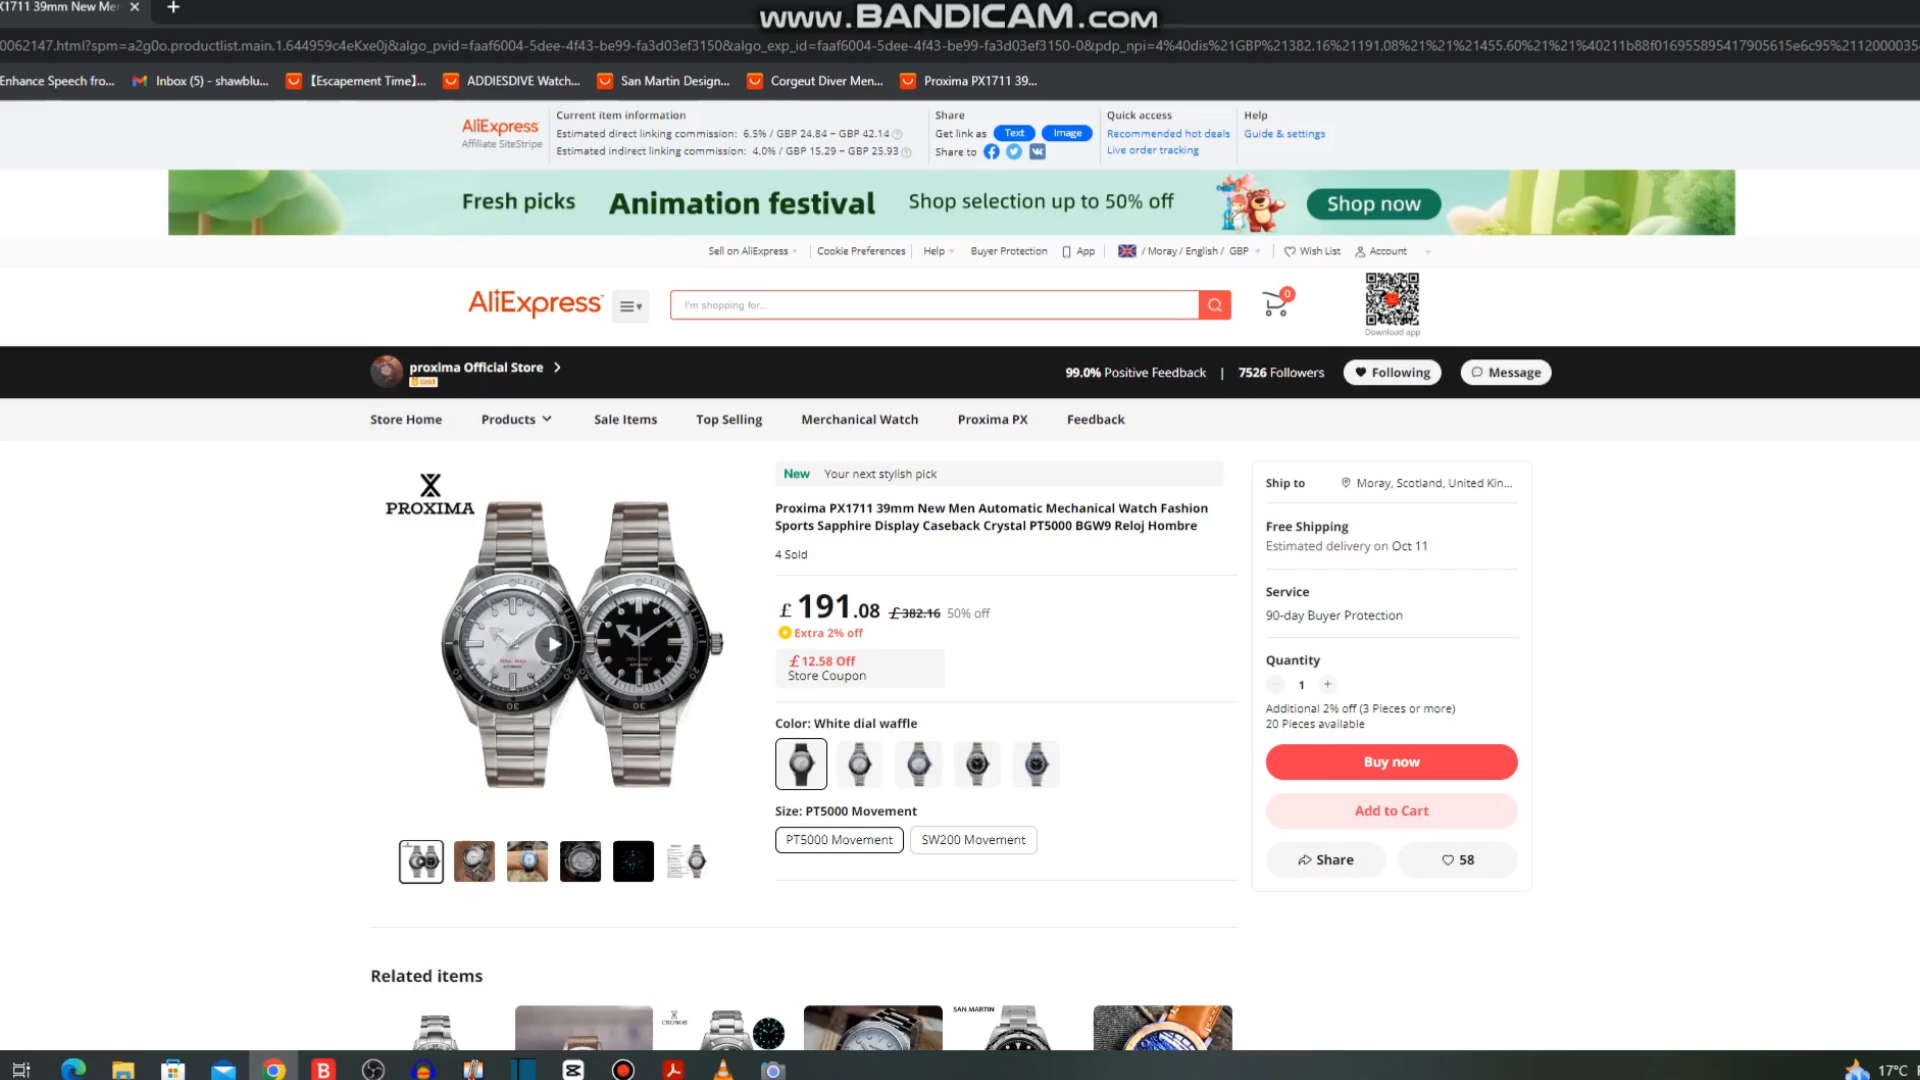 X1711 39mm New Mer
www.BANDICAM.com
0062147.html?spm=a2g0o.productlist.main.1.644959c4eKxe0j&algo_pvid=faaf6004-5dee-4f43-be99-fa3d03ef3150&algo_exp_id=faaf6004-5dee-4f43-be99-fa3d03ef3150-0&pdp_npi=4%40dis%21GBP%21382.16%21191.08%21%21%21455.60%21%21%40211b88f016955895417905615e6c95%2112000035
Enhance Speech fro...
Inbox (5) - shawblu...
【Escapement Time】...
ADDIESDIVE Watch...
San Martin Design...
Corgeut Diver Men...
Proxima PX1711 39...
AliExpress
Affiliate SiteStripe
Current item information
Estimated direct linking commission: 6.5% / GBP 24.84 – GBP 42.14
Estimated indirect linking commission: 4.0% / GBP 15.29 – GBP 25.93
Share
Get link as Text Image
Share to
Quick access
Recommended hot deals
Live order tracking
Help
Guide & settings
Fresh picks Animation festival Shop selection up to 50% off Shop now
Sell on AliExpress Cookie Preferences Help Buyer Protection App / Moray / English / GBP Wish List Account
AliExpress
I'm shopping for...
0
Download app
proxima Official Store
Gold
99.0% Positive Feedback | 7526 Followers
Following
Message
Store Home Products Sale Items Top Selling Merchanical Watch Proxima PX Feedback
PROXIMA
New Your next stylish pick
Proxima PX1711 39mm New Men Automatic Mechanical Watch Fashion
Sports Sapphire Display Caseback Crystal PT5000 BGW9 Reloj Hombre
4 Sold
£ 191.08 £ 382.16 50% off
Extra 2% off
£12.58 Off
Store Coupon
Color: White dial waffle
Size: PT5000 Movement
PT5000 Movement SW200 Movement
Ship to Moray, Scotland, United Kin...
Free Shipping
Estimated delivery on Oct 11
Service
90-day Buyer Protection
Quantity
1 +
Additional 2% off (3 Pieces or more)
20 Pieces available
Buy now
Add to Cart
Share
58
Related items
SAN MARTIN
17°C